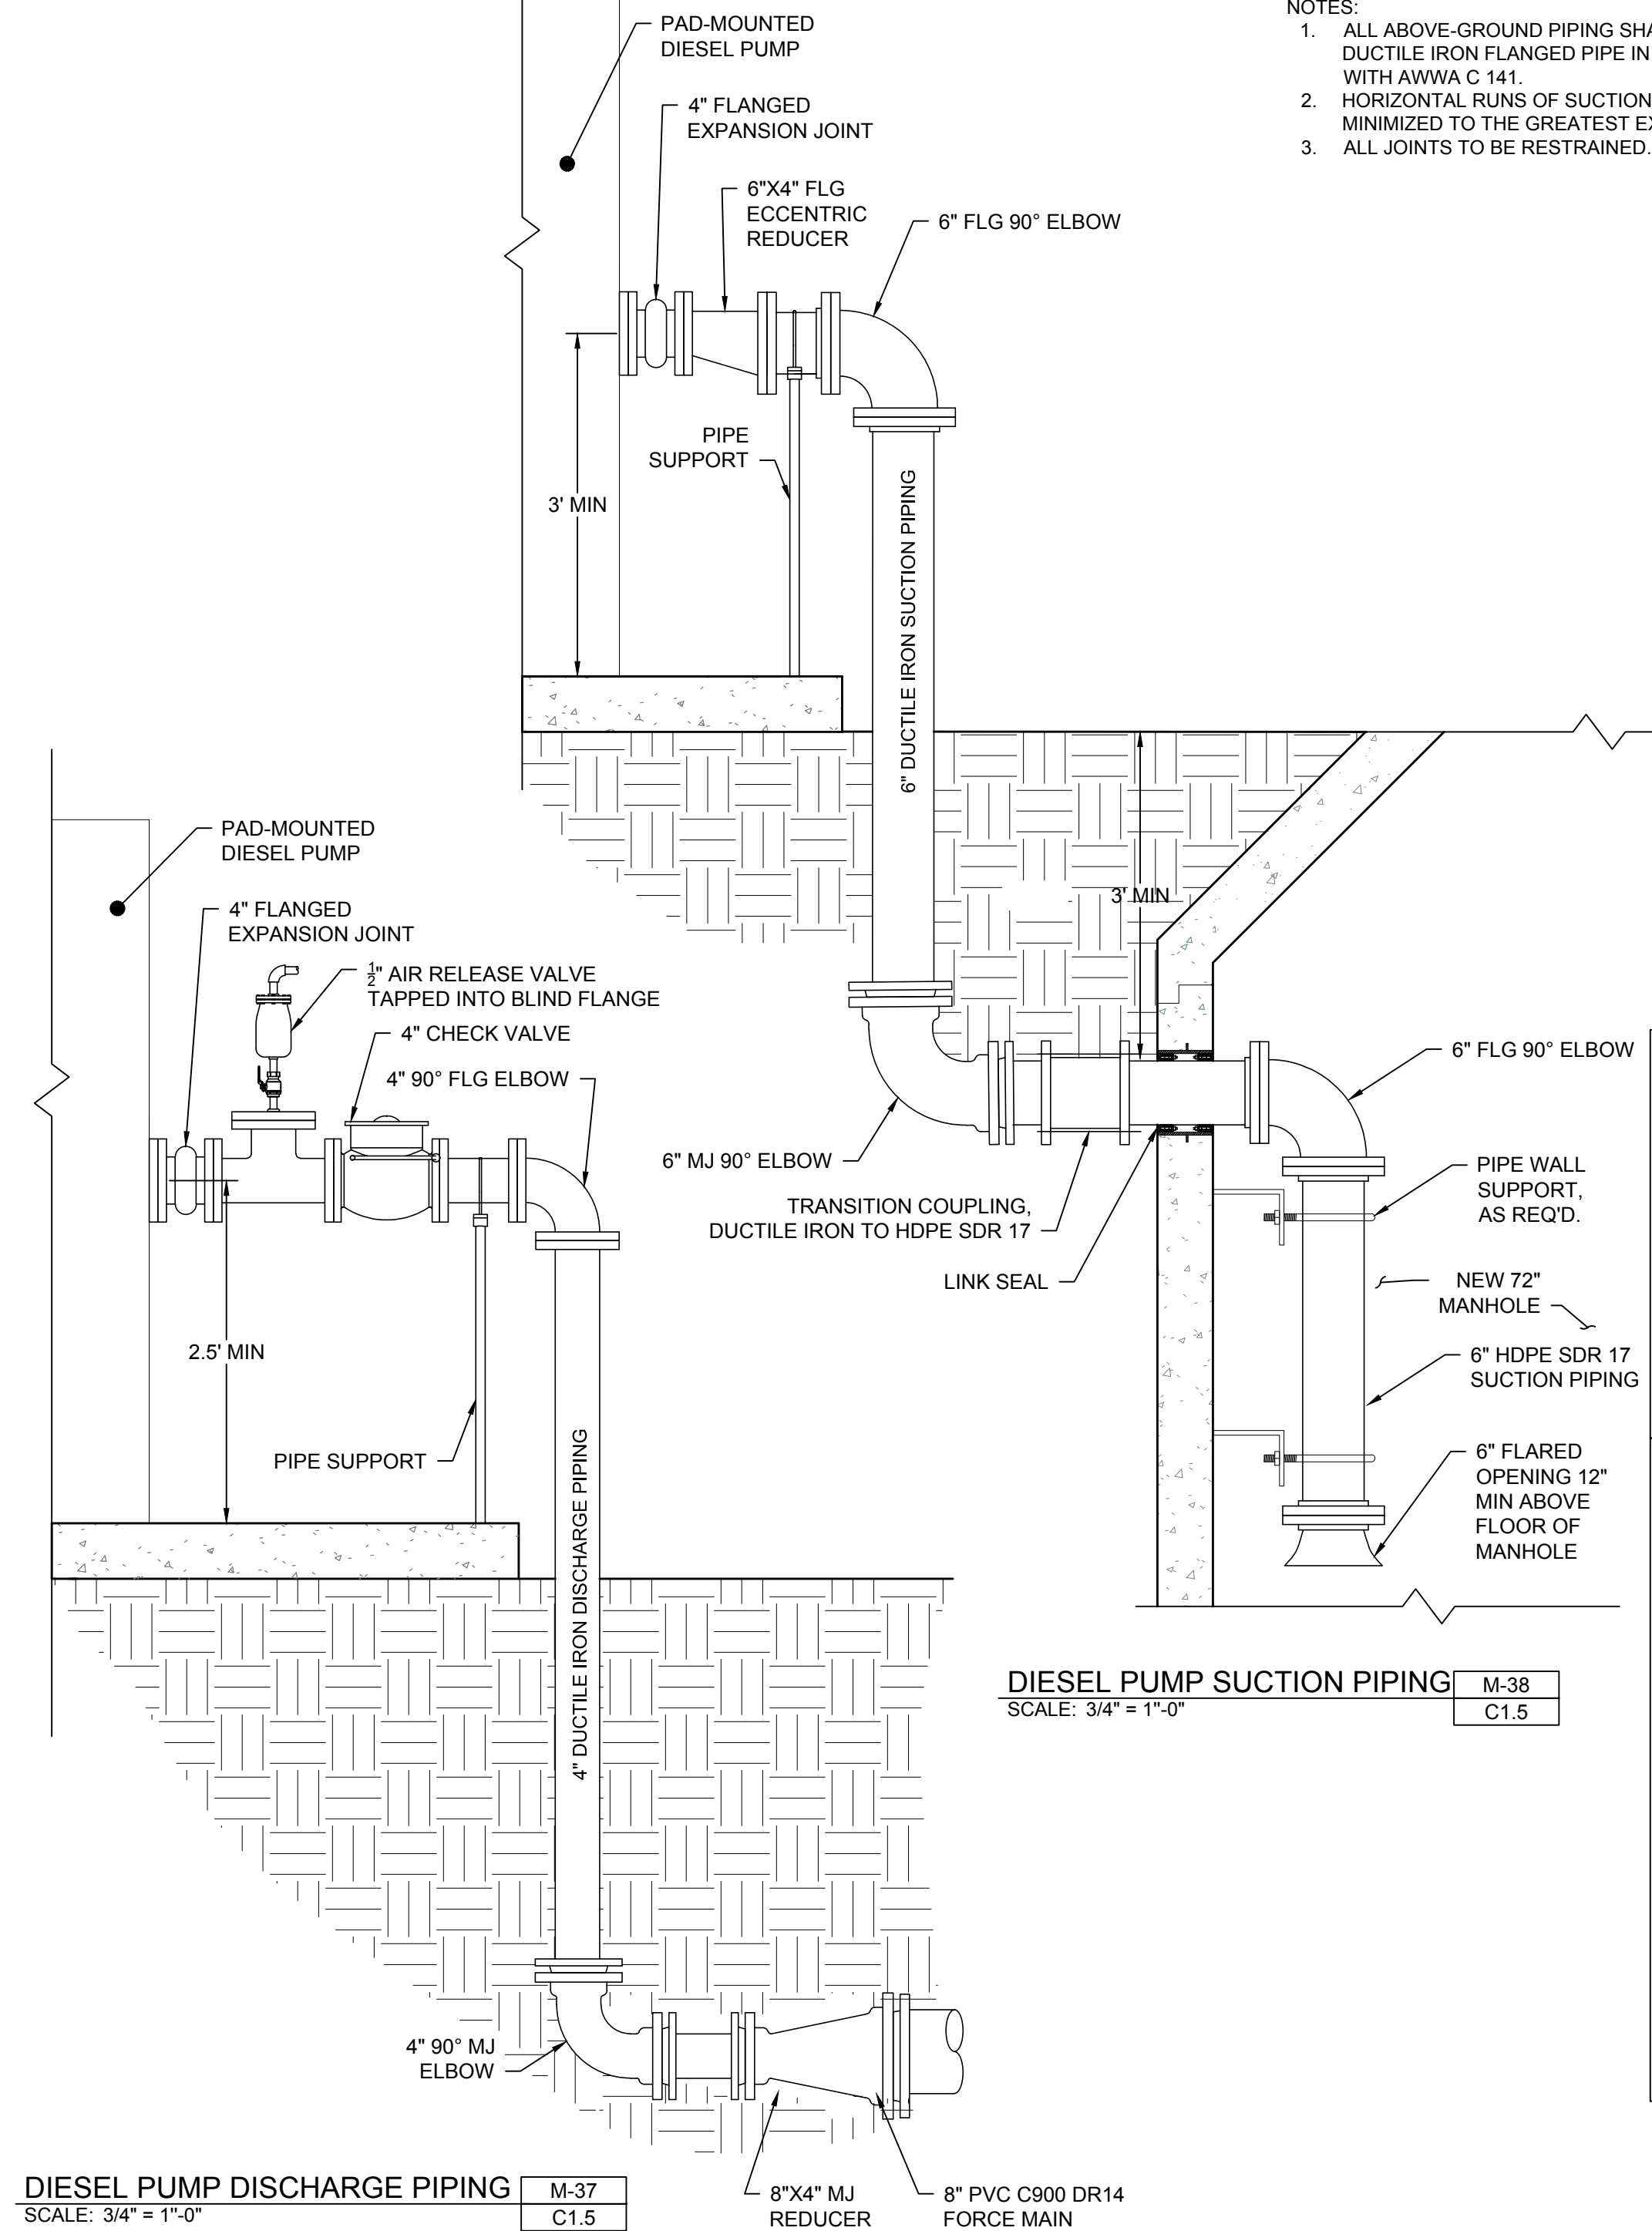 NOTES:
1. ALL ABOVE-GROUND PIPING SHA
DUCTILE IRON FLANGED PIPE IN
WITH AWWA C 141.
2. HORIZONTAL RUNS OF SUCTION
MINIMIZED TO THE GREATEST EX
3. ALL JOINTS TO BE RESTRAINED.
PAD-MOUNTED
DIESEL PUMP
4" FLANGED
EXPANSION JOINT
6"X4" FLG
ECCENTRIC
REDUCER
6" FLG 90° ELBOW
PIPE
SUPPORT
3' MIN
6" DUCTILE IRON SUCTION PIPING
3' MIN
6" MJ 90° ELBOW
TRANSITION COUPLING,
DUCTILE IRON TO HDPE SDR 17
LINK SEAL
6" FLG 90° ELBOW
PIPE WALL
SUPPORT,
AS REQ'D.
NEW 72"
MANHOLE
6" HDPE SDR 17
SUCTION PIPING
6" FLARED
OPENING 12"
MIN ABOVE
FLOOR OF
MANHOLE
DIESEL PUMP SUCTION PIPING
M-38
SCALE: 3/4" = 1"-0"
C1.5
PAD-MOUNTED
DIESEL PUMP
4" FLANGED
EXPANSION JOINT
1/2" AIR RELEASE VALVE
TAPPED INTO BLIND FLANGE
4" CHECK VALVE
4" 90° FLG ELBOW
2.5' MIN
PIPE SUPPORT
4" DUCTILE IRON DISCHARGE PIPING
4" 90° MJ
ELBOW
8"X4" MJ
REDUCER
8" PVC C900 DR14
FORCE MAIN
DIESEL PUMP DISCHARGE PIPING
M-37
SCALE: 3/4" = 1"-0"
C1.5